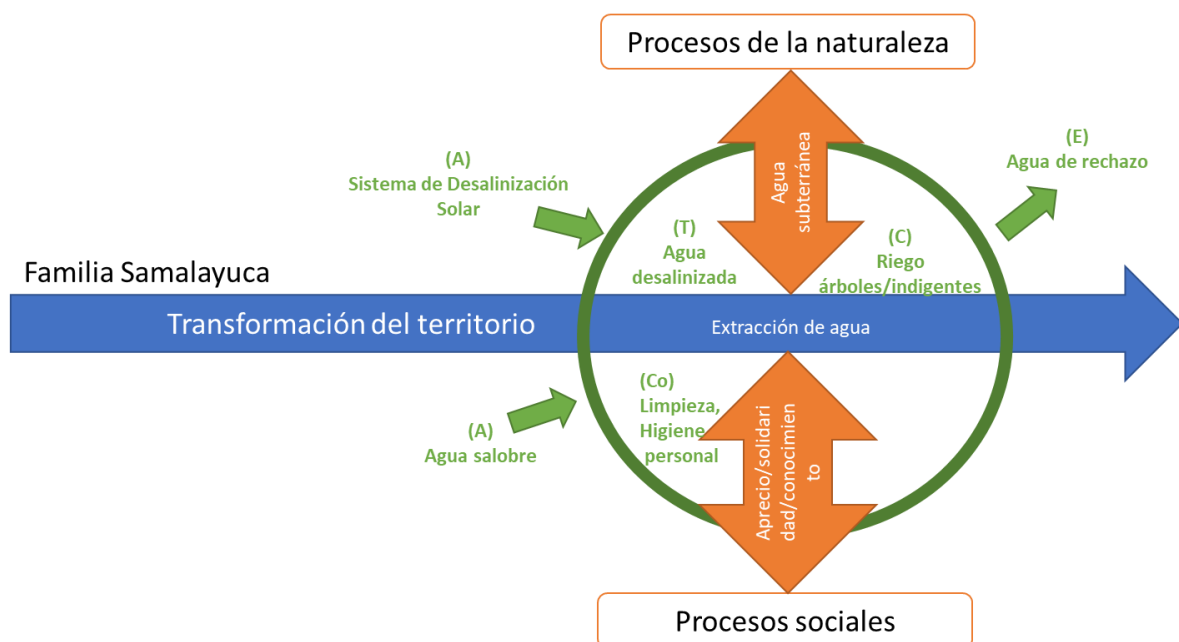 Procesos de la naturaleza
(A)
Sistema de Desalinización
Solar
(E)
Agua de rechazo
Agua
subterránea
(T)
Agua
desalinizada
(C)
Riego
árboles/indigentes
Familia Samalayuca
Transformación del territorio
Extracción de agua
(A)
Agua salobre
(Co)
Limpieza,
Higiene
personal
Aprecio/solidari
dad/conocimien
to
Procesos sociales